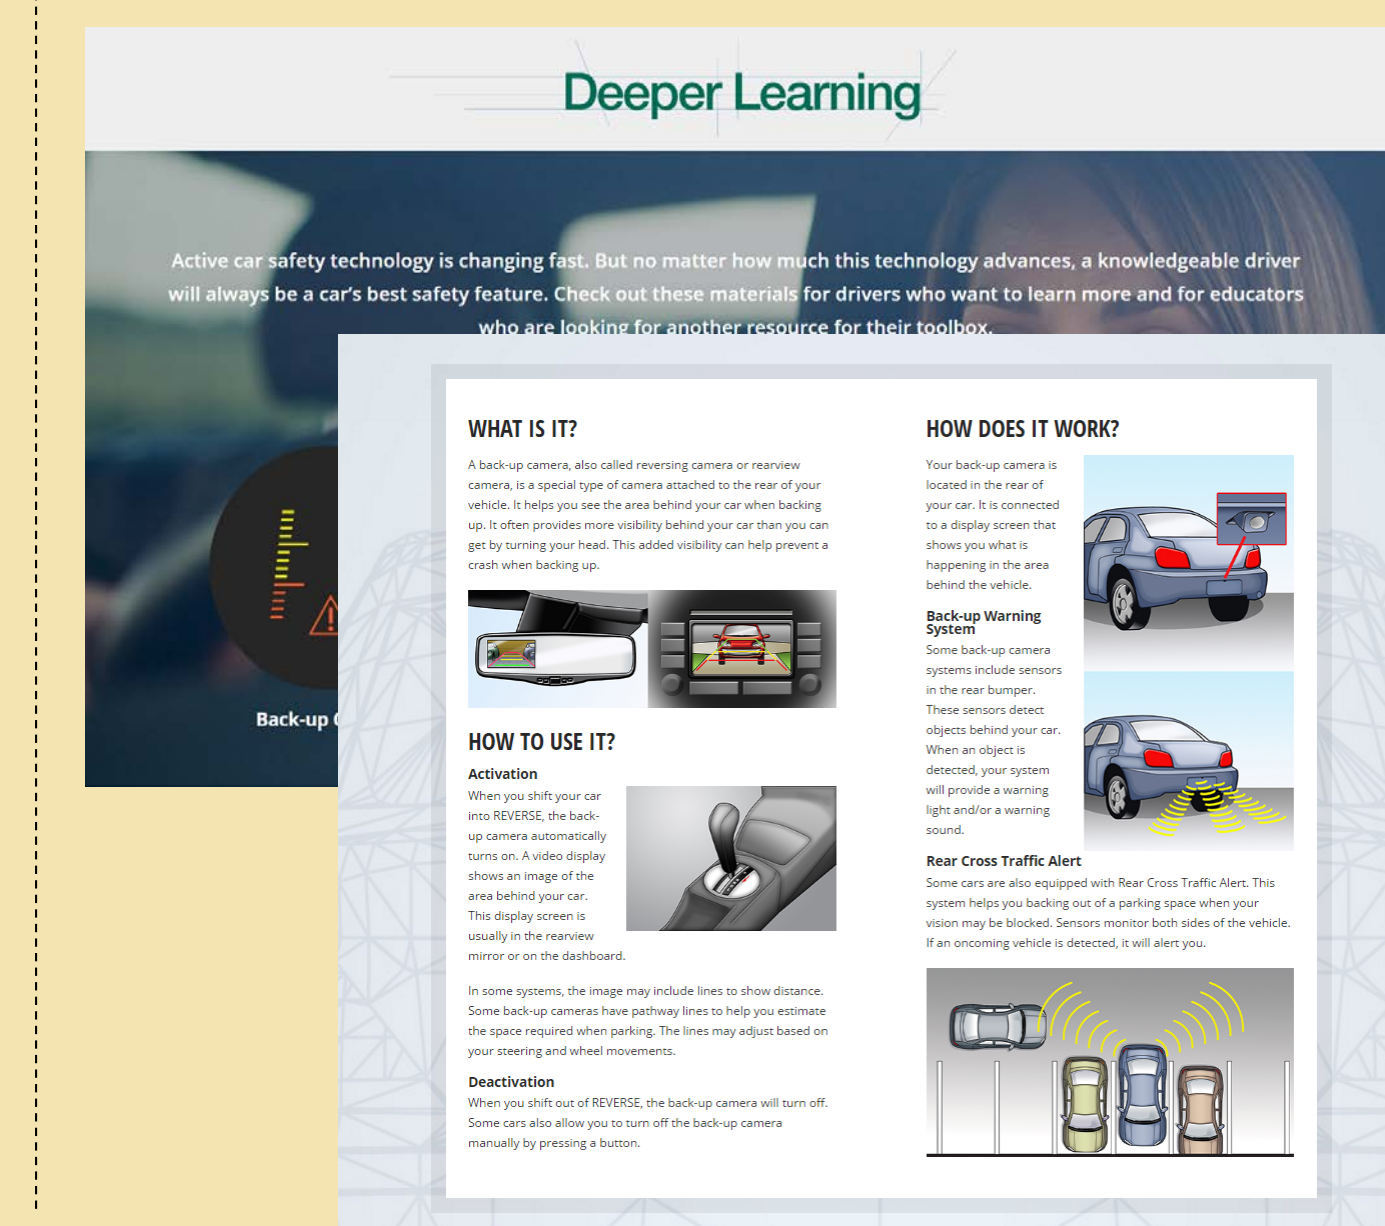 Deeper Learning
Active car safety technology is changing fast. But no matter how much this technology advances, a knowledgeable driver
will always be a car's best safety feature. Check out these materials for drivers who want to learn more and for educators
who are looking for another resource for their toolbox.
Back-up
WHAT IS IT?
A back-up camera, also called reversing camera or rearview
camera, is a special type of camera attached to the rear of your
vehicle. It helps you see the area behind your car when backing
up. It often provides more visibility behind your car than you can
get by turning your head. This added visibility can help prevent a
crash when backing up.
HOW TO USE IT?
Activation
When you shift your car
into REVERSE, the back-
up camera automatically
turns on. A video display
shows an image of the
area behind your car.
This display screen is
usually in the rearview
mirror or on the dashboard.
In some systems, the image may include lines to show distance.
Some back-up cameras have pathway lines to help you estimate
the space required when parking. The lines may adjust based on
your steering and wheel movements.
Deactivation
When you shift out of REVERSE, the back-up camera will turn off.
Some cars also allow you to turn off the back-up camera
manually by pressing a button.
HOW DOES IT WORK?
Your back-up camera is
located in the rear of
your car. It is connected
to a display screen that
shows you what is
happening in the area
behind the vehicle.
Back-up Warning
System
Some back-up camera
systems include sensors
in the rear bumper.
These sensors detect
objects behind your car.
When an object is
detected, your system
will provide a warning
light and/or a warning
sound.
Rear Cross Traffic Alert
Some cars are also equipped with Rear Cross Traffic Alert. This
system helps you backing out of a parking space when your
vision may be blocked. Sensors monitor both sides of the vehicle.
If an oncoming vehicle is detected, it will alert you.